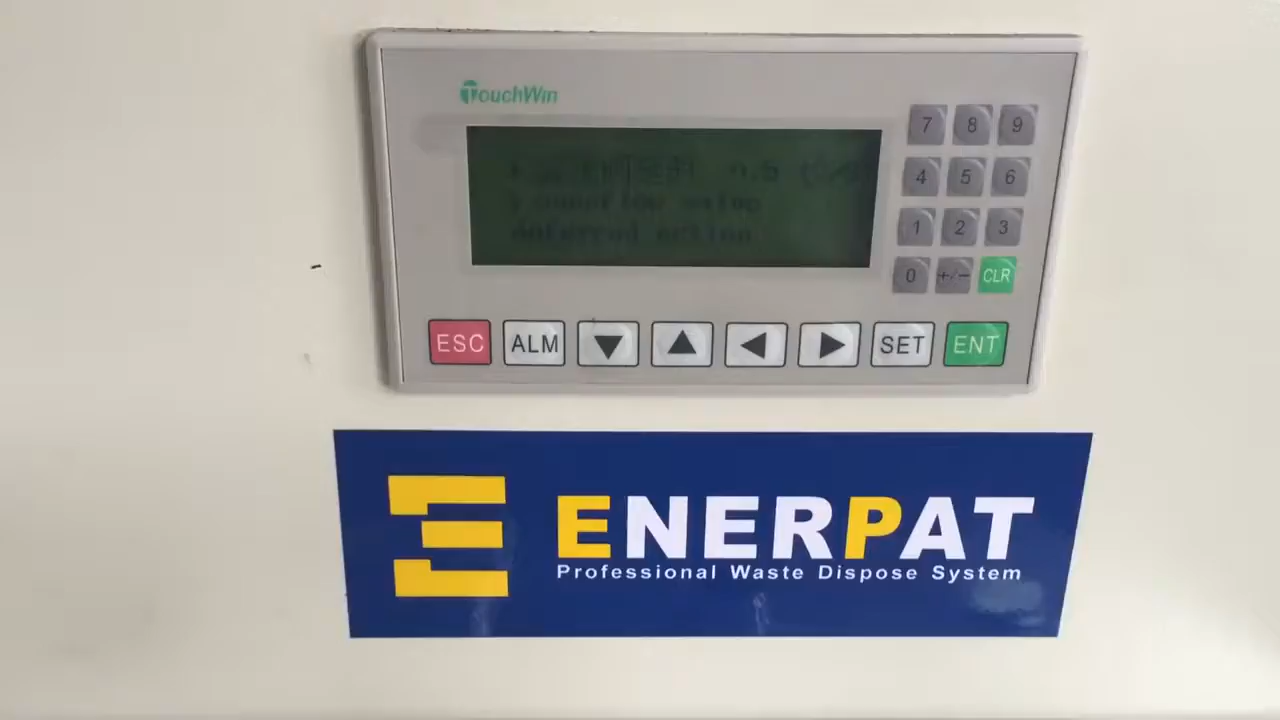 TouchWin
7 8 9
4 5 6
1 2 3
0 +/- CLR
ESC ALM SET ENT
ENERPAT
Professional Waste Dispose System